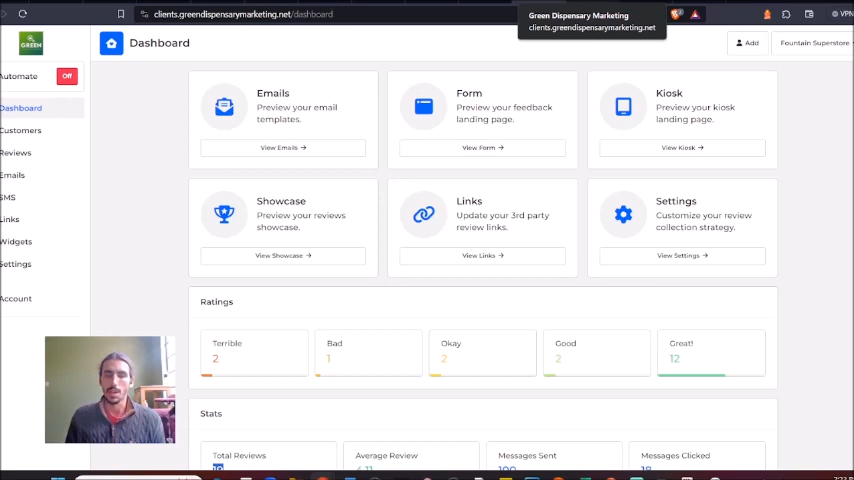 clients.greendispensarymarketing.net/dashboard
Green Dispensary Marketing
clients.greendispensarymarketing.net
VPN
GREEN
Dashboard
Add
Fountain Superstore
Automate
Off
Dashboard
Customers
Reviews
Emails
SMS
Links
Widgets
Settings
Account
Emails
Preview your email
templates.
View Emails →
Form
Preview your feedback
landing page.
View Form →
Kiosk
Preview your kiosk
landing page.
View Kiosk →
Showcase
Preview your reviews
showcase.
View Showcase →
Links
Update your 3rd party
review links.
View Links →
Settings
Customize your review
collection strategy.
View Settings →
Ratings
Terrible
2
Bad
1
Okay
2
Good
2
Great!
12
Stats
Total Reviews
Average Review
Messages Sent
Messages Clicked